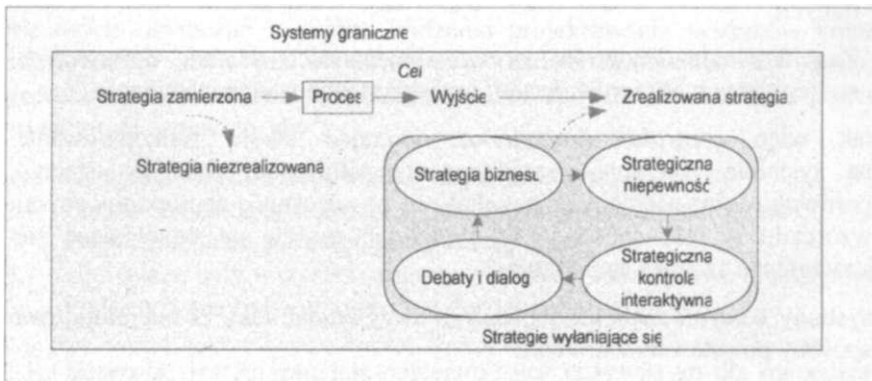 Systemy graniczne
Cel
Strategia zamierzona Proces Wyjście Zrealizowana strategia
Strategia niezrealizowana
Strategia biznesu
Strategiczna
niepewność
Debaty i dialog
Strategiczna
kontrola
interaktywna
Strategie wyłaniające się